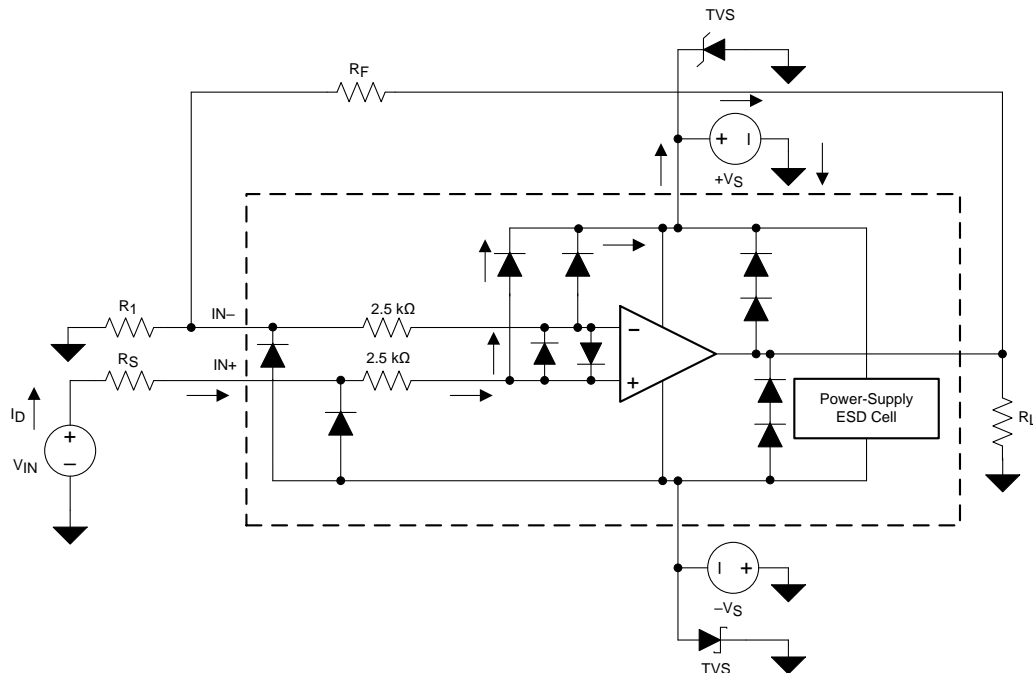 TVS
RF
+ −
+VS
R1
IN−
2.5 kΩ
−
RS
IN+
2.5 kΩ
+
ID
+
−
VIN
Power-Supply
ESD Cell
RL
− +
−VS
TVS